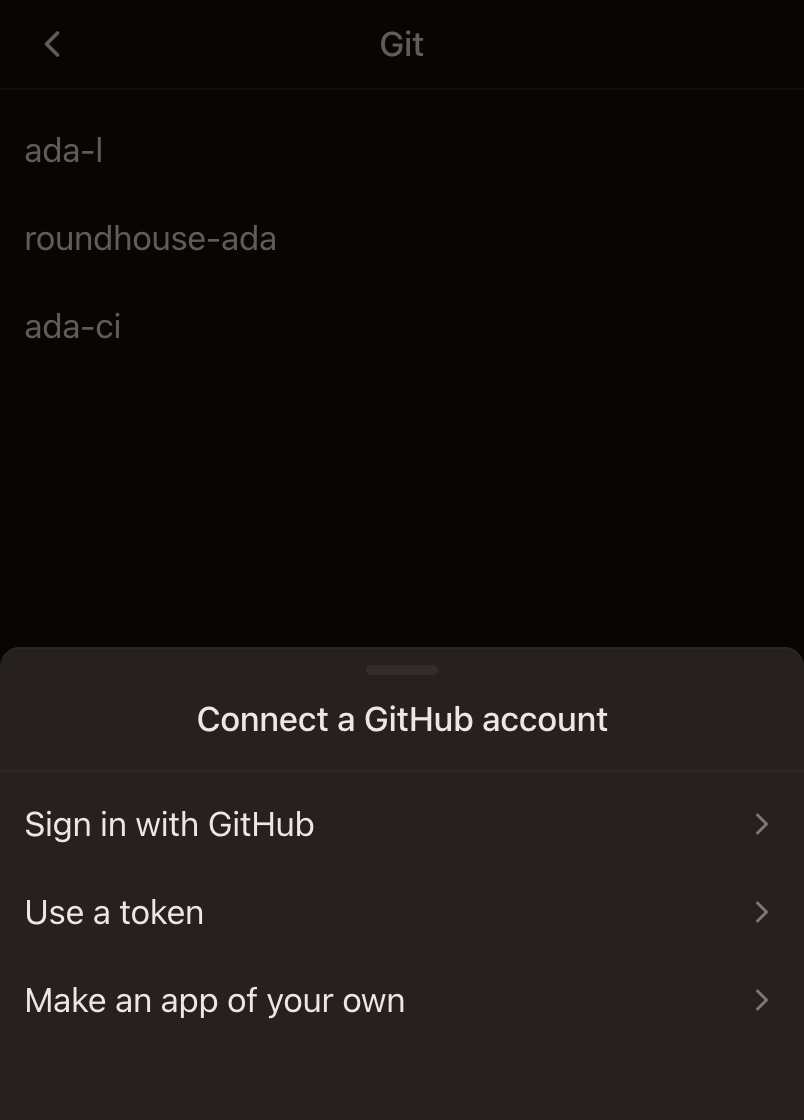 Git
ada-l
roundhouse-ada
ada-ci
Connect a GitHub account
Sign in with GitHub
Use a token
Make an app of your own